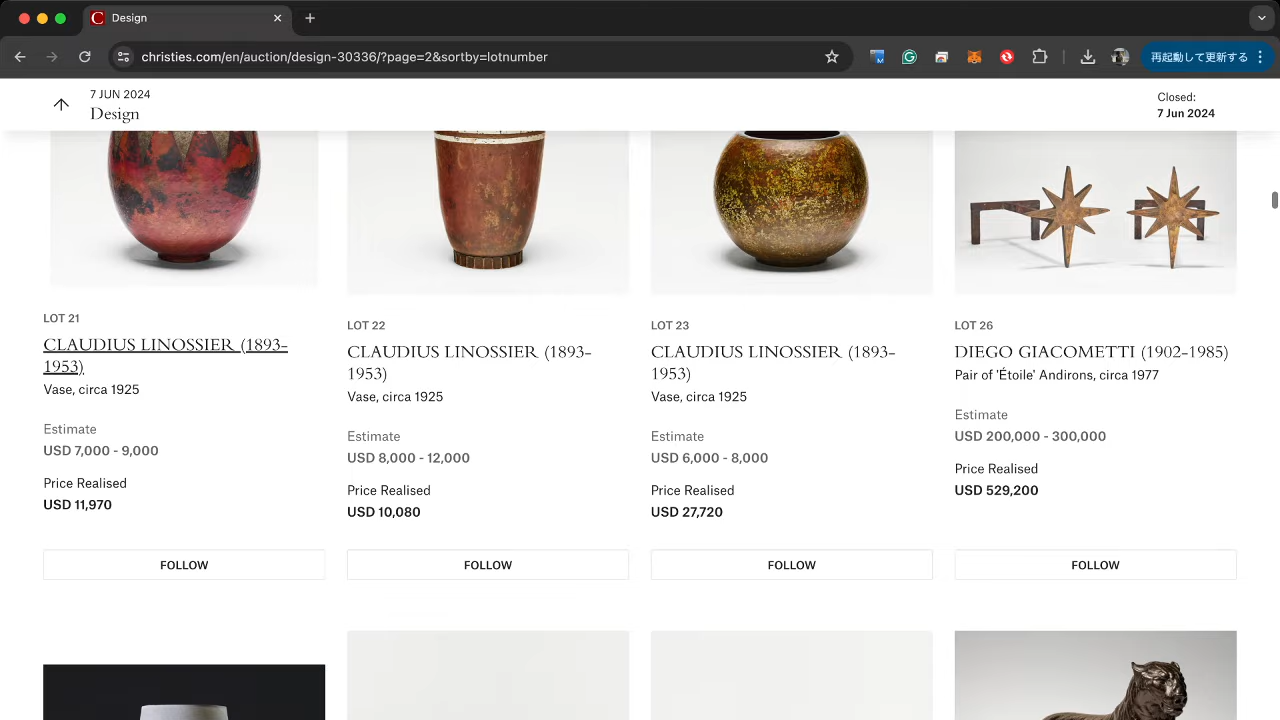 Design
christies.com/en/auction/design-30336/?page=2&sortby=lotnumber
再起動して更新する
7 JUN 2024
Design
Closed:
7 Jun 2024
LOT 21
CLAUDIUS LINOSSIER (1893-
1953)
Vase, circa 1925
Estimate
USD 7,000 - 9,000
Price Realised
USD 11,970
FOLLOW
LOT 22
CLAUDIUS LINOSSIER (1893-
1953)
Vase, circa 1925
Estimate
USD 8,000 - 12,000
Price Realised
USD 10,080
FOLLOW
LOT 23
CLAUDIUS LINOSSIER (1893-
1953)
Vase, circa 1925
Estimate
USD 6,000 - 8,000
Price Realised
USD 27,720
FOLLOW
LOT 26
DIEGO GIACOMETTI (1902-1985)
Pair of 'Étoile' Andirons, circa 1977
Estimate
USD 200,000 - 300,000
Price Realised
USD 529,200
FOLLOW